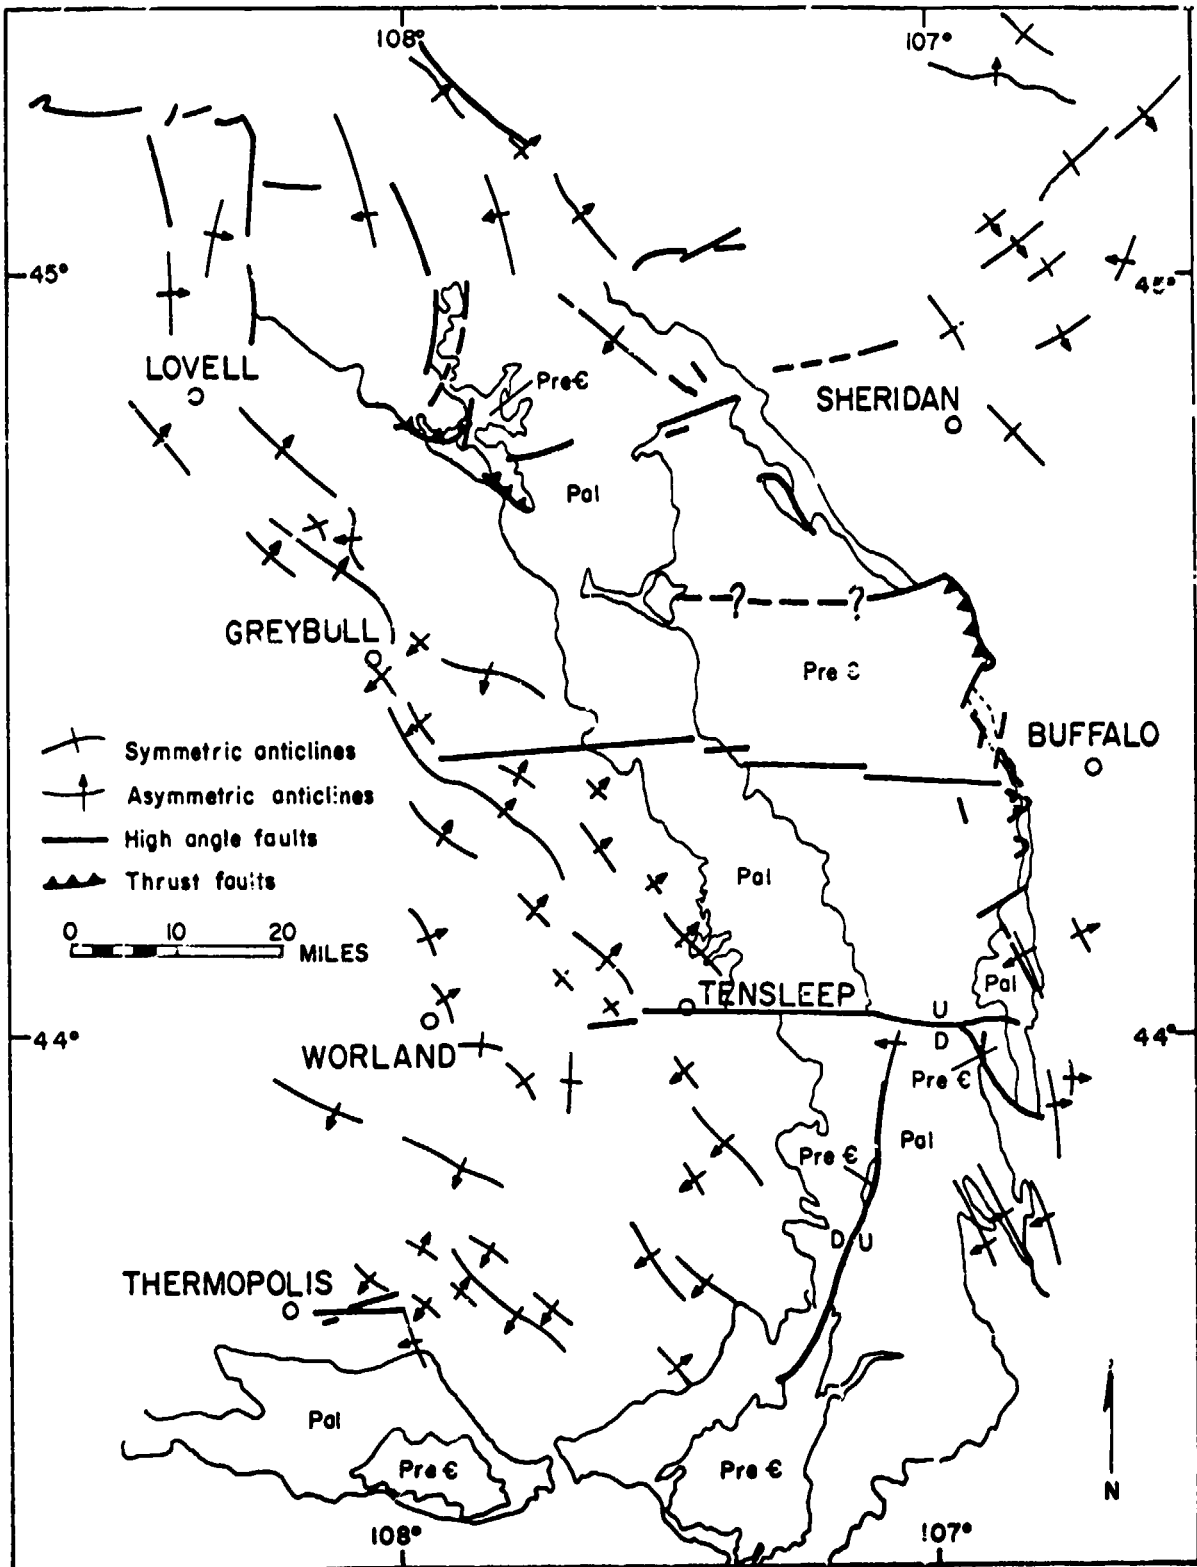 108° 107°
45° 45°
LOVELL
Pre Є
SHERIDAN
Pal
GREYBULL
Pre Є
BUFFALO
Symmetric anticlines
Asymmetric anticlines
High angle faults
Thrust faults
0 10 20 MILES
Pal
Pal
TENSLEEP
U
D
44° 44°
WORLAND
Pre Є
Pal
Pre Є
D U
THERMOPOLIS
Pal
Pre Є
Pre Є
N
108° 107°
? ?